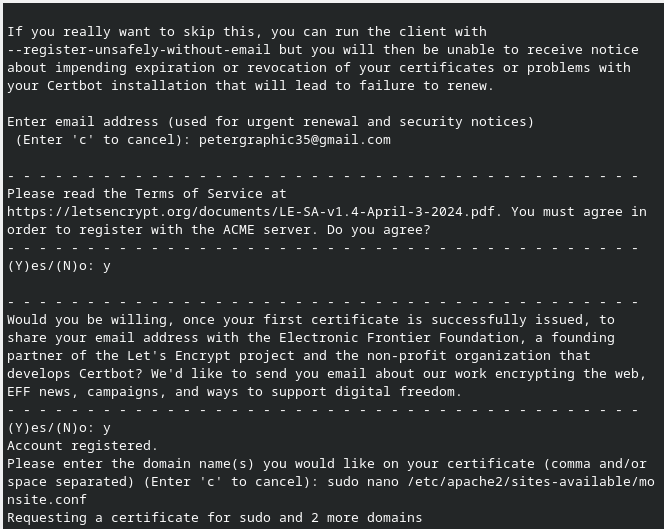 If you really want to skip this, you can run the client with
--register-unsafely-without-email but you will then be unable to receive notice
about impending expiration or revocation of your certificates or problems with
your Certbot installation that will lead to failure to renew.
Enter email address (used for urgent renewal and security notices)
(Enter 'c' to cancel): petergraphic35@gmail.com
- - - - - - - - - - - - - - - - - - - - - - - - - - - - - - - - - - - - - - - -
Please read the Terms of Service at
https://letsencrypt.org/documents/LE-SA-v1.4-April-3-2024.pdf. You must agree in
order to register with the ACME server. Do you agree?
- - - - - - - - - - - - - - - - - - - - - - - - - - - - - - - - - - - - - - - -
(Y)es/(N)o: y
- - - - - - - - - - - - - - - - - - - - - - - - - - - - - - - - - - - - - - - -
Would you be willing, once your first certificate is successfully issued, to
share your email address with the Electronic Frontier Foundation, a founding
partner of the Let's Encrypt project and the non-profit organization that
develops Certbot? We'd like to send you email about our work encrypting the web,
EFF news, campaigns, and ways to support digital freedom.
- - - - - - - - - - - - - - - - - - - - - - - - - - - - - - - - - - - - - - - -
(Y)es/(N)o: y
Account registered.
Please enter the domain name(s) you would like on your certificate (comma and/or
space separated) (Enter 'c' to cancel): sudo nano /etc/apache2/sites-available/mo
nsite.conf
Requesting a certificate for sudo and 2 more domains